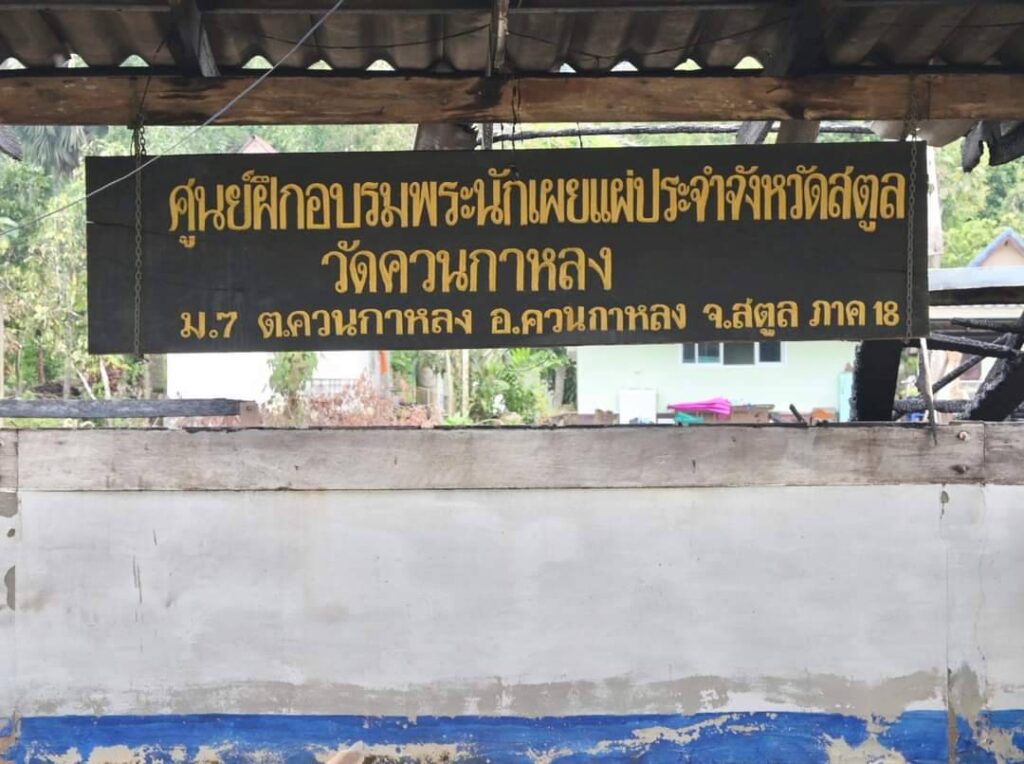 ศูนย์ฝึกอบรมพระนักเผยแผ่ประจำจังหวัดสตูล
วัดควนกาหลง
ม.7 ต.ควนกาหลง อ.ควนกาหลง จ.สตูล ภาค 18